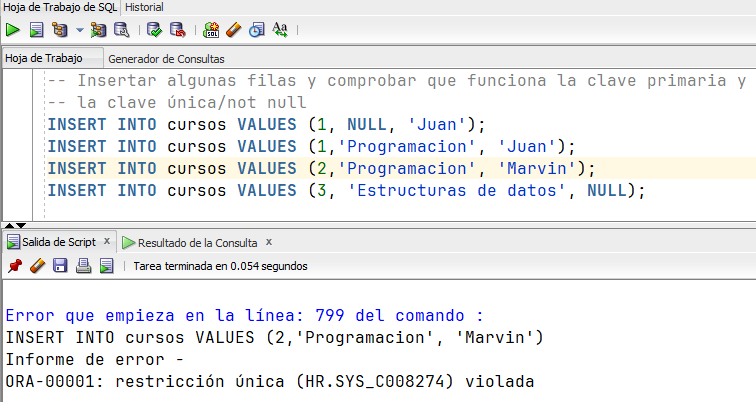 Hoja de Trabajo de SQL Historial
SQL Aa
Hoja de Trabajo Generador de Consultas
-- Insertar algunas filas y comprobar que funciona la clave primaria y
-- la clave única/not null
INSERT INTO cursos VALUES (1, NULL, 'Juan');
INSERT INTO cursos VALUES (1,'Programacion', 'Juan');
INSERT INTO cursos VALUES (2,'Programacion', 'Marvin');
INSERT INTO cursos VALUES (3, 'Estructuras de datos', NULL);
Salida de Script x Resultado de la Consulta x
Tarea terminada en 0.054 segundos
Error que empieza en la línea: 799 del comando :
INSERT INTO cursos VALUES (2,'Programacion', 'Marvin')
Informe de error -
ORA-00001: restricción única (HR.SYS_C008274) violada